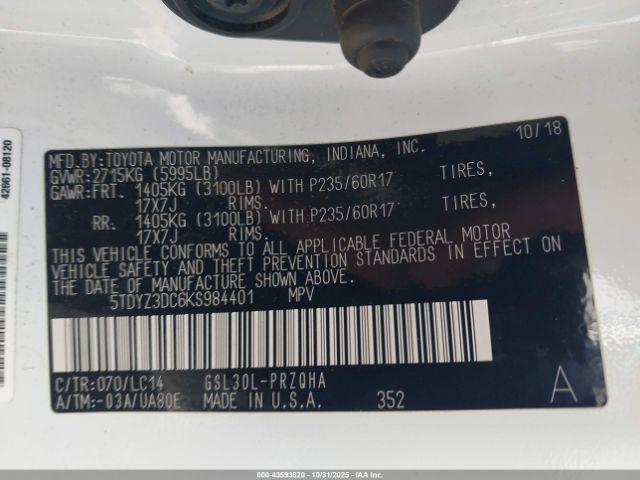 42661-08120
MFD.BY:TOYOTA MOTOR MANUFACTURING, INDIANA, INC. 10/18
GVWR:2715KG (5995LB)
GAWR:FRT. 1405KG (3100LB) WITH P235/60R17 TIRES,
17X7J RIMS.
RR. 1405KG (3100LB) WITH P235/60R17 TIRES,
17X7J RIMS.
THIS VEHICLE CONFORMS TO ALL APPLICABLE FEDERAL MOTOR
VEHICLE SAFETY AND THEFT PREVENTION STANDARDS IN EFFECT ON
THE DATE OF MANUFACTURE SHOWN ABOVE.
5TDYZ3DC6KS984401 MPV
C/TR:070/LC14 GSL30L-PRZQHA
A/TM:-03A/UA80E MADE IN U.S.A. 352 A
000-43593820 - 10/31/2025 - IAAI.COM